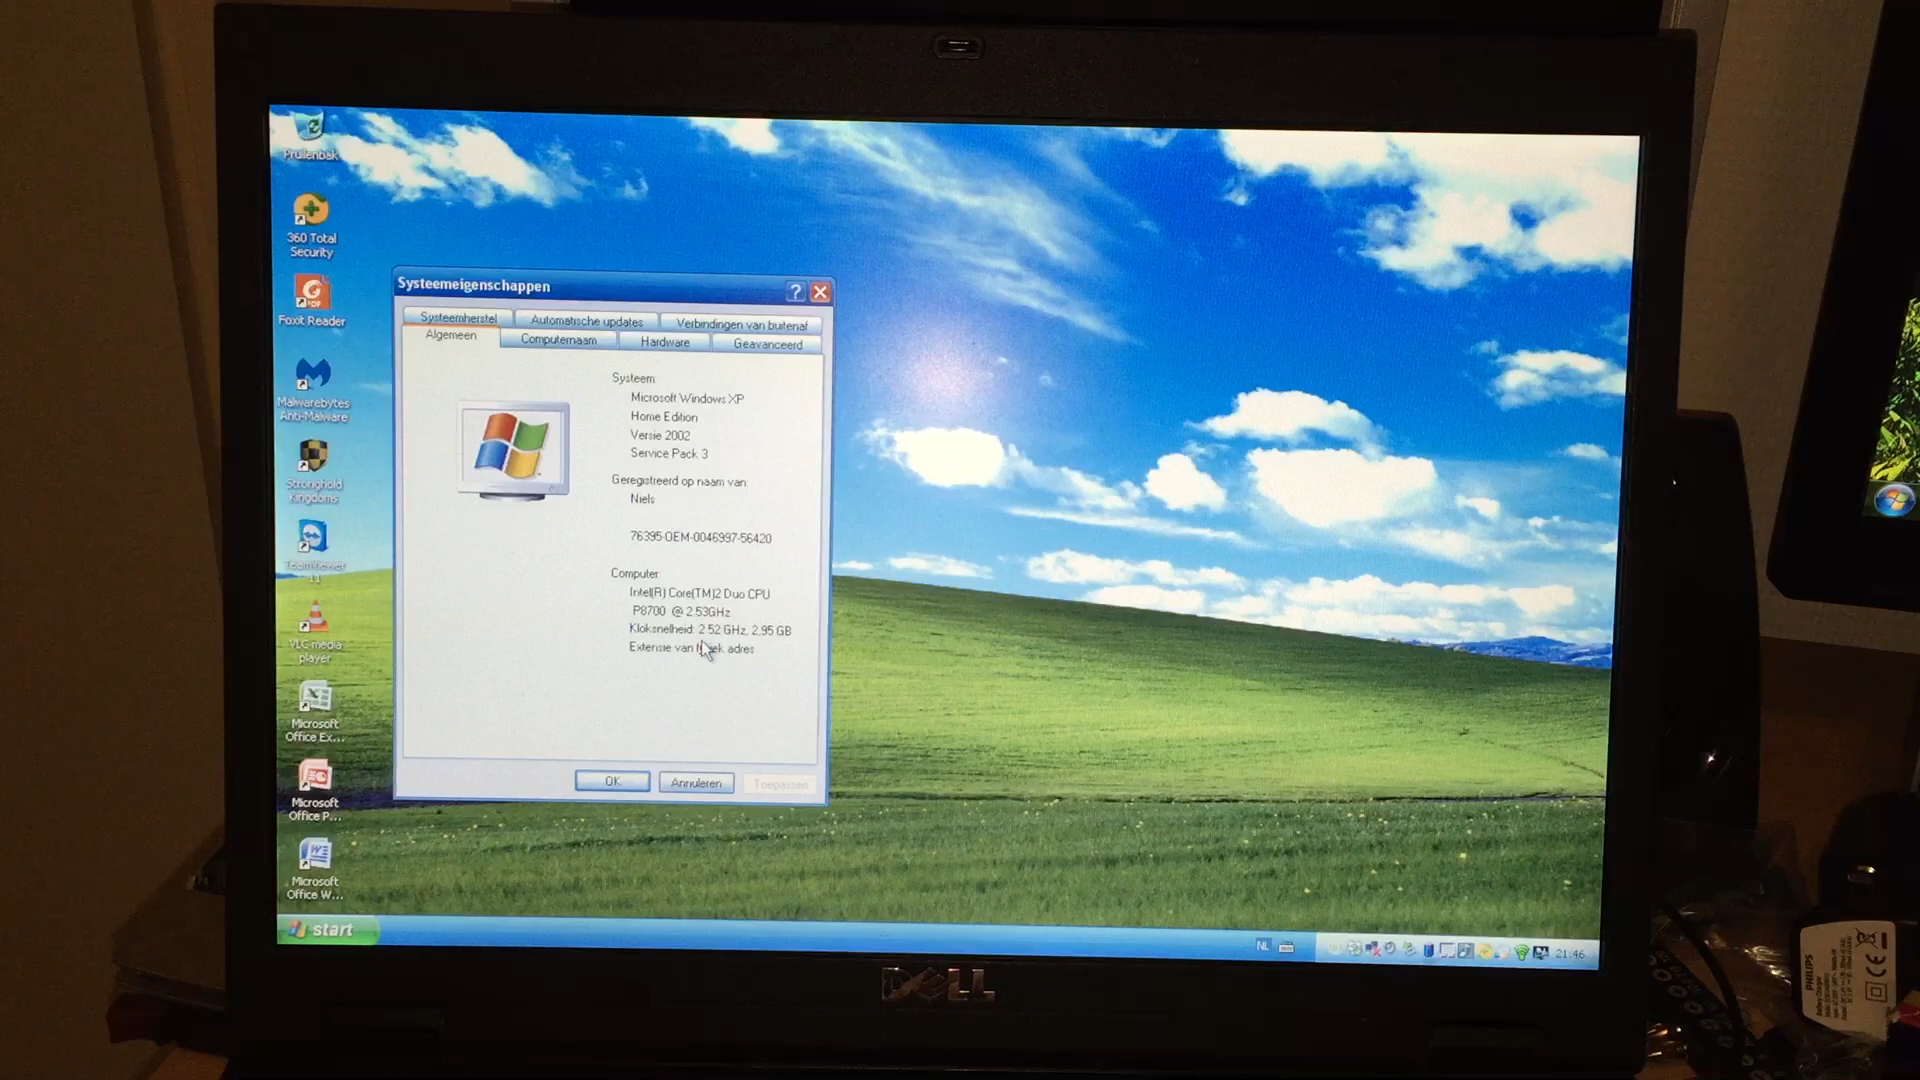 Prullenbak
360 Total
Security
Foxit Reader
Malwarebytes
Anti-Malware
Stronghold
Kingdoms
TeamViewer
11
VLC media
player
Microsoft
Office Ex...
Microsoft
Office P...
Microsoft
Office W...
Systeemeigenschappen
Systeemherstel
Automatische updates
Verbindingen van buitenaf
Algemeen
Computernaam
Hardware
Geavanceerd
Systeem:
Microsoft Windows XP
Home Edition
Versie 2002
Service Pack 3
Geregistreerd op naam van:
Niels
76395-OEM-0046997-56420
Computer:
Intel(R) Core(TM)2 Duo CPU
P8700 @ 2.53GHz
Kloksnelheid: 2.52 GHz, 2,95 GB
Extensie van adres
OK
Annuleren
Toepassen
start
NL
21:46
DELL
PHILIPS
CE